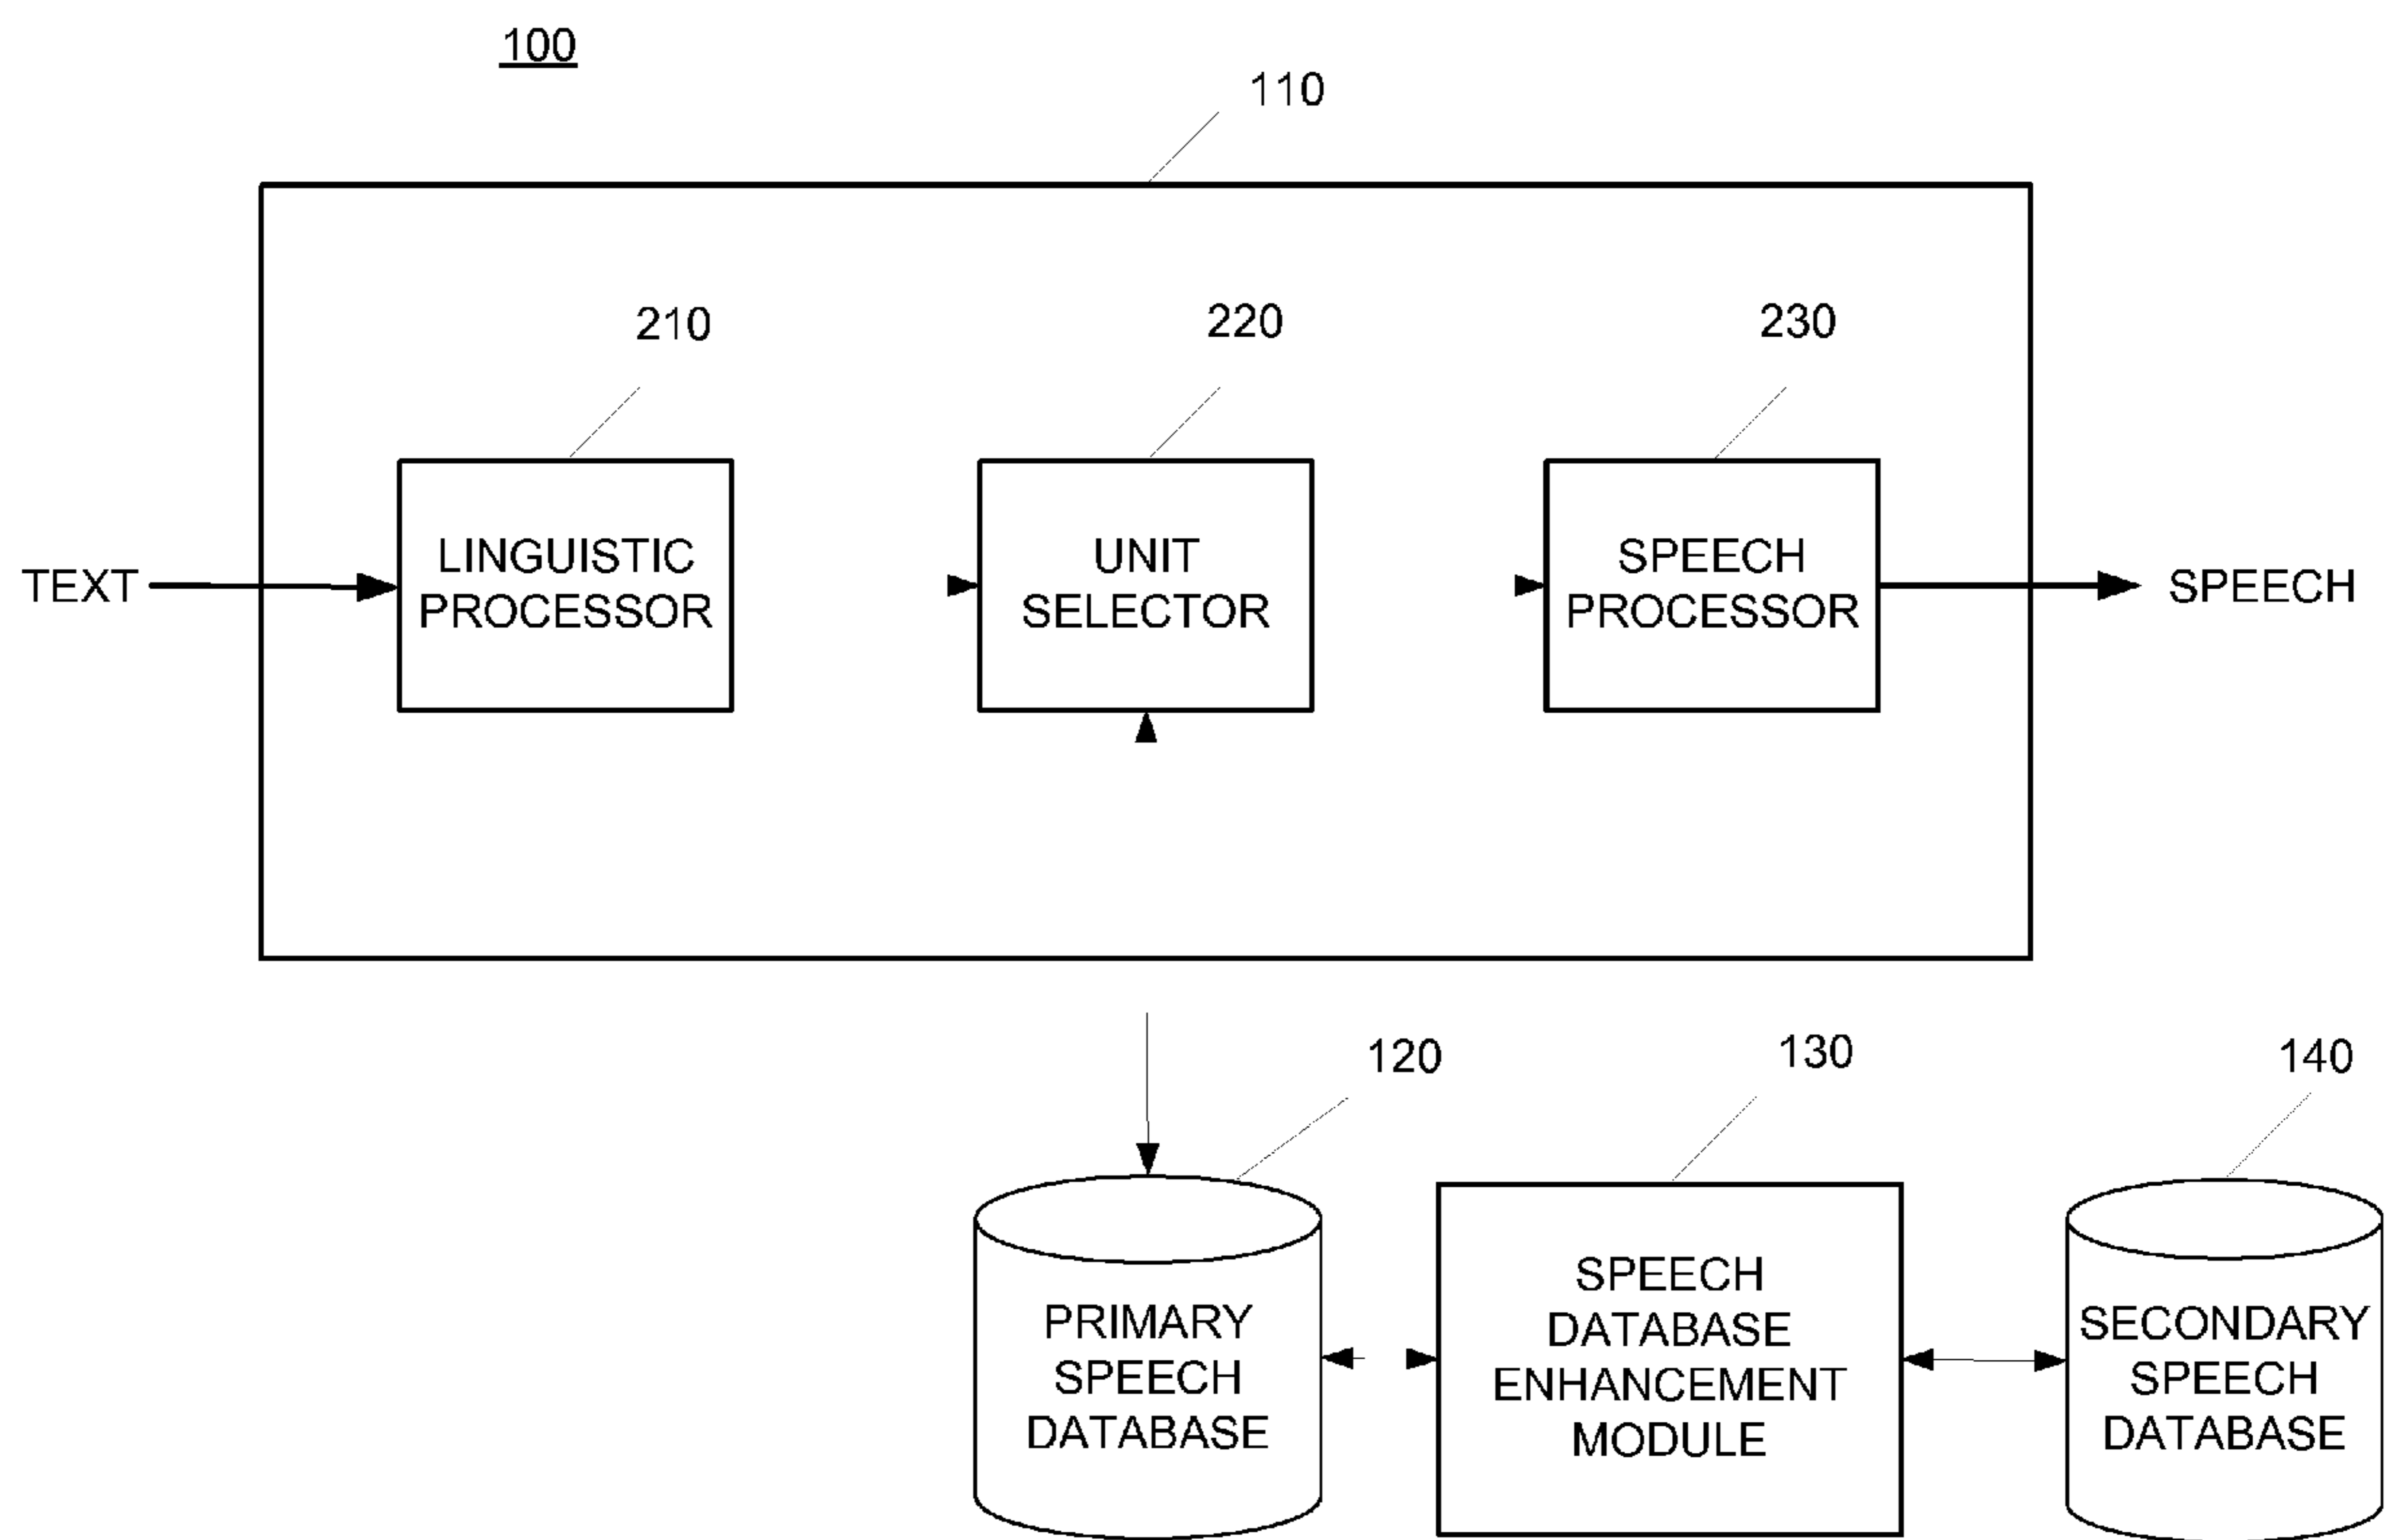 100
110
210
220
230
TEXT
LINGUISTIC
PROCESSOR
UNIT
SELECTOR
SPEECH
PROCESSOR
SPEECH
120
130
140
PRIMARY
SPEECH
DATABASE
SPEECH
DATABASE
ENHANCEMENT
MODULE
SECONDARY
SPEECH
DATABASE